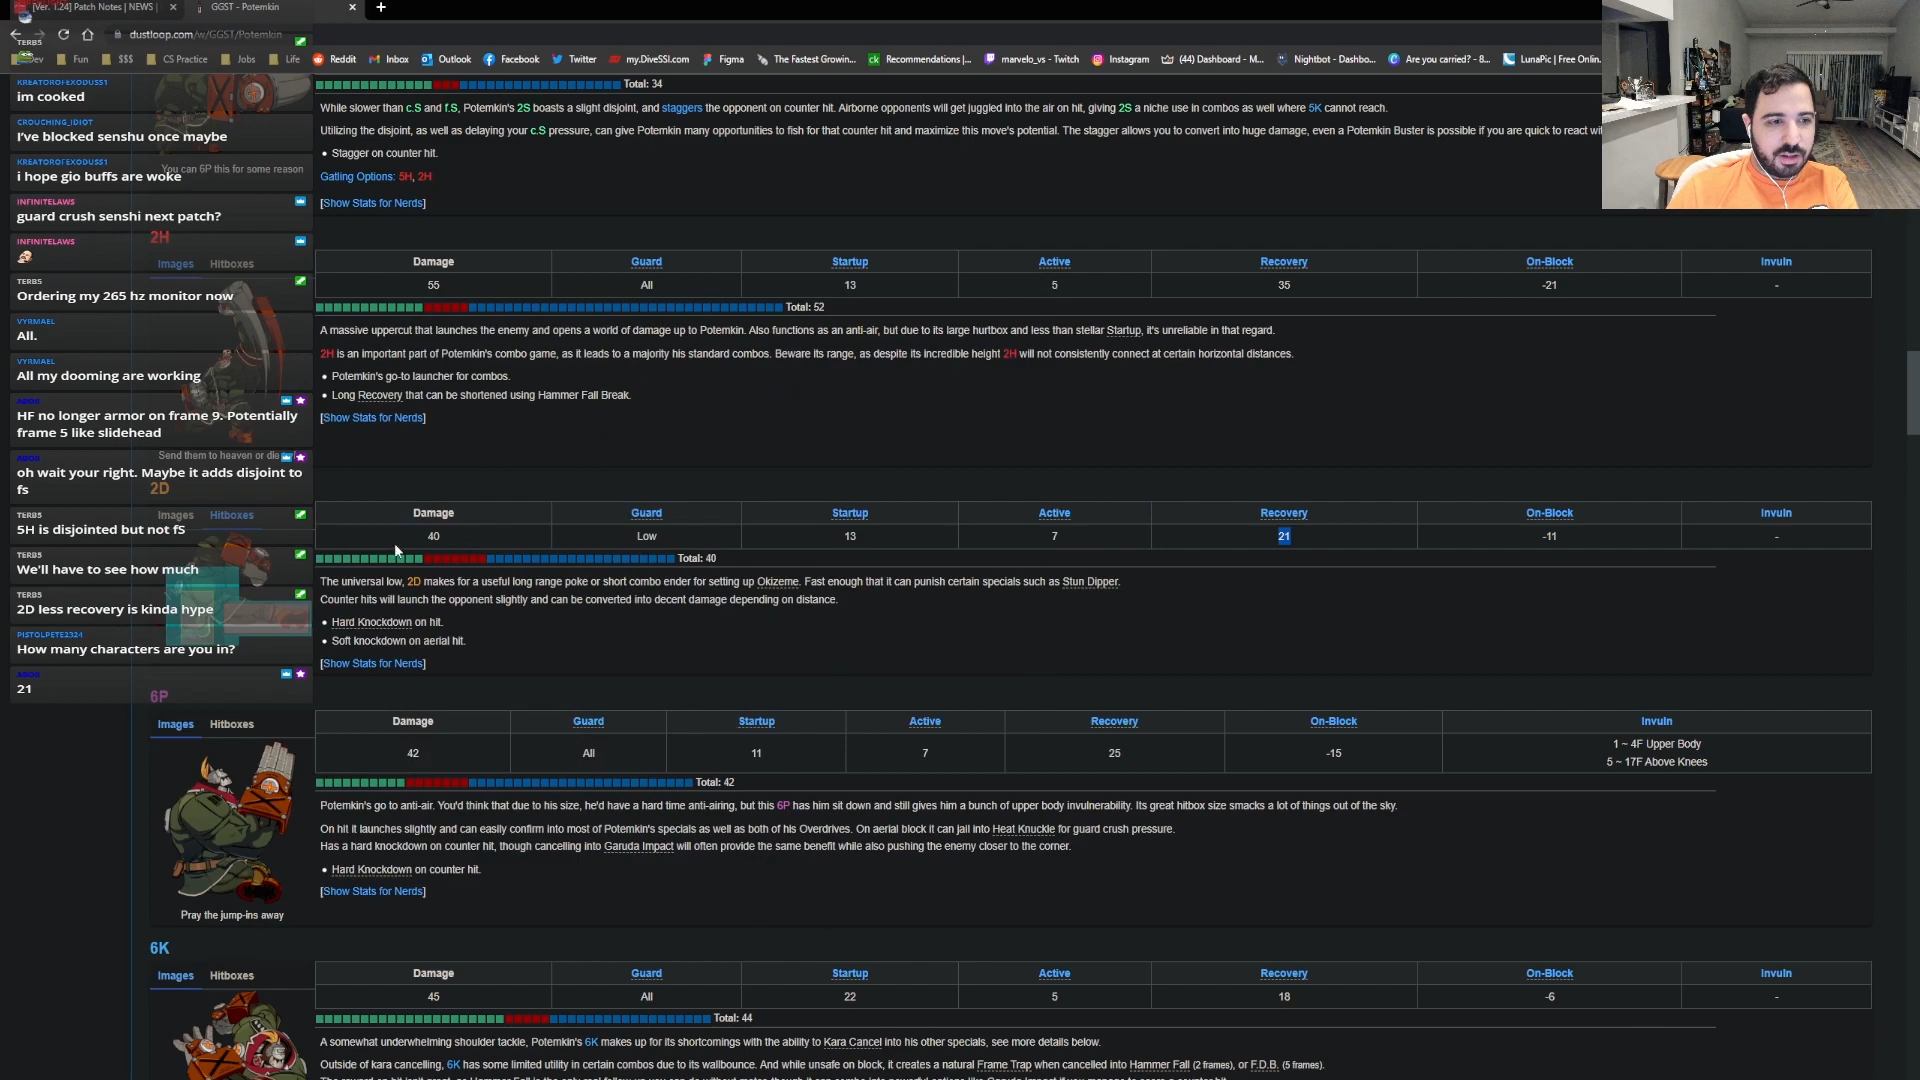 [Ver. 1.24] Patch Notes | NEWS |
GGST - Potemkin
dustloop.com/w/GGST/Potemkin
Dev
Fun
$$$
CS Practice
Jobs
Life
Reddit
Inbox
Outlook
Facebook
Twitter
my.DiveSSI.com
Figma
The Fastest Growin...
Recommendations |...
marvelo_vs - Twitch
Instagram
(44) Dashboard - M...
Nightbot - Dashbo...
Are you carried? - 8...
LunaPic | Free Onlin...
TERB5
KREATOROFEXODUSS1
im cooked
CROUCHING_IDIOT
I've blocked senshu once maybe
KREATOROFEXODUSS1
i hope gio buffs are woke
You can 6P this for some reason
INFINITELAWS
guard crush senshi next patch?
INFINITELAWS
TERB5
Ordering my 265 hz monitor now
VYRMAEL
All.
VYRMAEL
All my dooming are working
HF no longer armor on frame 9. Potentially
frame 5 like slidehead
oh wait your right. Maybe it adds disjoint to
fs
TERB5
5H is disjointed but not fS
TERB5
We'll have to see how much
TERB5
2D less recovery is kinda hype
PISTOLPETE2324
How many characters are you in?
21
Total: 34
While slower than c.S and f.S, Potemkin's 2S boasts a slight disjoint, and staggers the opponent on counter hit. Airborne opponents will get juggled into the air on hit, giving 2S a niche use in combos as well where 5K cannot reach.
Utilizing the disjoint, as well as delaying your c.S pressure, can give Potemkin many opportunities to fish for that counter hit and maximize this move's potential. The stagger allows you to convert into huge damage, even a Potemkin Buster is possible if you are quick to react wi
• Stagger on counter hit.
Gatling Options: 5H, 2H
[Show Stats for Nerds]
2H
Images Hitboxes
Send them to heaven or die
Damage Guard Startup Active Recovery On-Block Invuln
55 All 13 5 35 -21 -
Total: 52
A massive uppercut that launches the enemy and opens a world of damage up to Potemkin. Also functions as an anti-air, but due to its large hurtbox and less than stellar Startup, it's unreliable in that regard.
2H is an important part of Potemkin's combo game, as it leads to a majority his standard combos. Beware its range, as despite its incredible height 2H will not consistently connect at certain horizontal distances.
• Potemkin's go-to launcher for combos.
• Long Recovery that can be shortened using Hammer Fall Break.
[Show Stats for Nerds]
2D
Images Hitboxes
Damage Guard Startup Active Recovery On-Block Invuln
40 Low 13 7 21 -11 -
Total: 40
The universal low, 2D makes for a useful long range poke or short combo ender for setting up Okizeme. Fast enough that it can punish certain specials such as Stun Dipper.
Counter hits will launch the opponent slightly and can be converted into decent damage depending on distance.
• Hard Knockdown on hit.
• Soft knockdown on aerial hit.
[Show Stats for Nerds]
6P
Images Hitboxes
Pray the jump-ins away
Damage Guard Startup Active Recovery On-Block Invuln
42 All 11 7 25 -15 1 ~ 4F Upper Body
5 ~ 17F Above Knees
Total: 42
Potemkin's go to anti-air. You'd think that due to his size, he'd have a hard time anti-airing, but this 6P has him sit down and still gives him a bunch of upper body invulnerability. Its great hitbox size smacks a lot of things out of the sky.
On hit it launches slightly and can easily confirm into most of Potemkin's specials as well as both of his Overdrives. On aerial block it can jail into Heat Knuckle for guard crush pressure.
Has a hard knockdown on counter hit, though cancelling into Garuda Impact will often provide the same benefit while also pushing the enemy closer to the corner.
• Hard Knockdown on counter hit.
[Show Stats for Nerds]
6K
Images Hitboxes
Damage Guard Startup Active Recovery On-Block Invuln
45 All 22 5 18 -6 -
Total: 44
A somewhat underwhelming shoulder tackle, Potemkin's 6K makes up for its shortcomings with the ability to Kara Cancel into his other specials, see more details below.
Outside of kara cancelling, 6K has some limited utility in certain combos due to its wallbounce. And while unsafe on block, it creates a natural Frame Trap when cancelled into Hammer Fall (2 frames), or F.D.B. (5 frames).